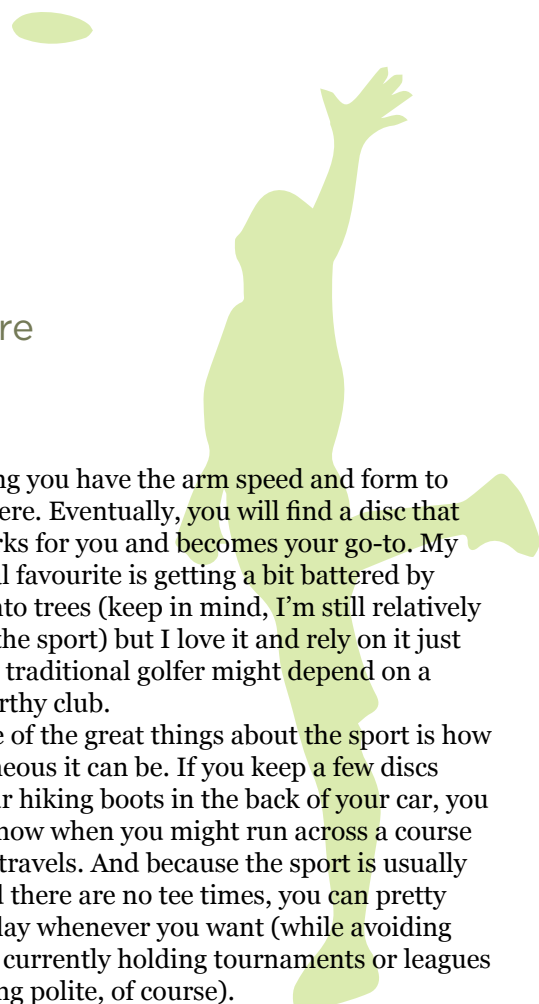 re
ng you have the arm speed and form to
ere. Eventually, you will find a disc that
rks for you and becomes your go-to. My
al favourite is getting a bit battered by
nto trees (keep in mind, I’m still relatively
the sport) but I love it and rely on it just
traditional golfer might depend on a
rthy club.
e of the great things about the sport is how
neous it can be. If you keep a few discs
ur hiking boots in the back of your car, you
now when you might run across a course
travels. And because the sport is usually
d there are no tee times, you can pretty
lay whenever you want (while avoiding
currently holding tournaments or leagues
ng polite, of course).